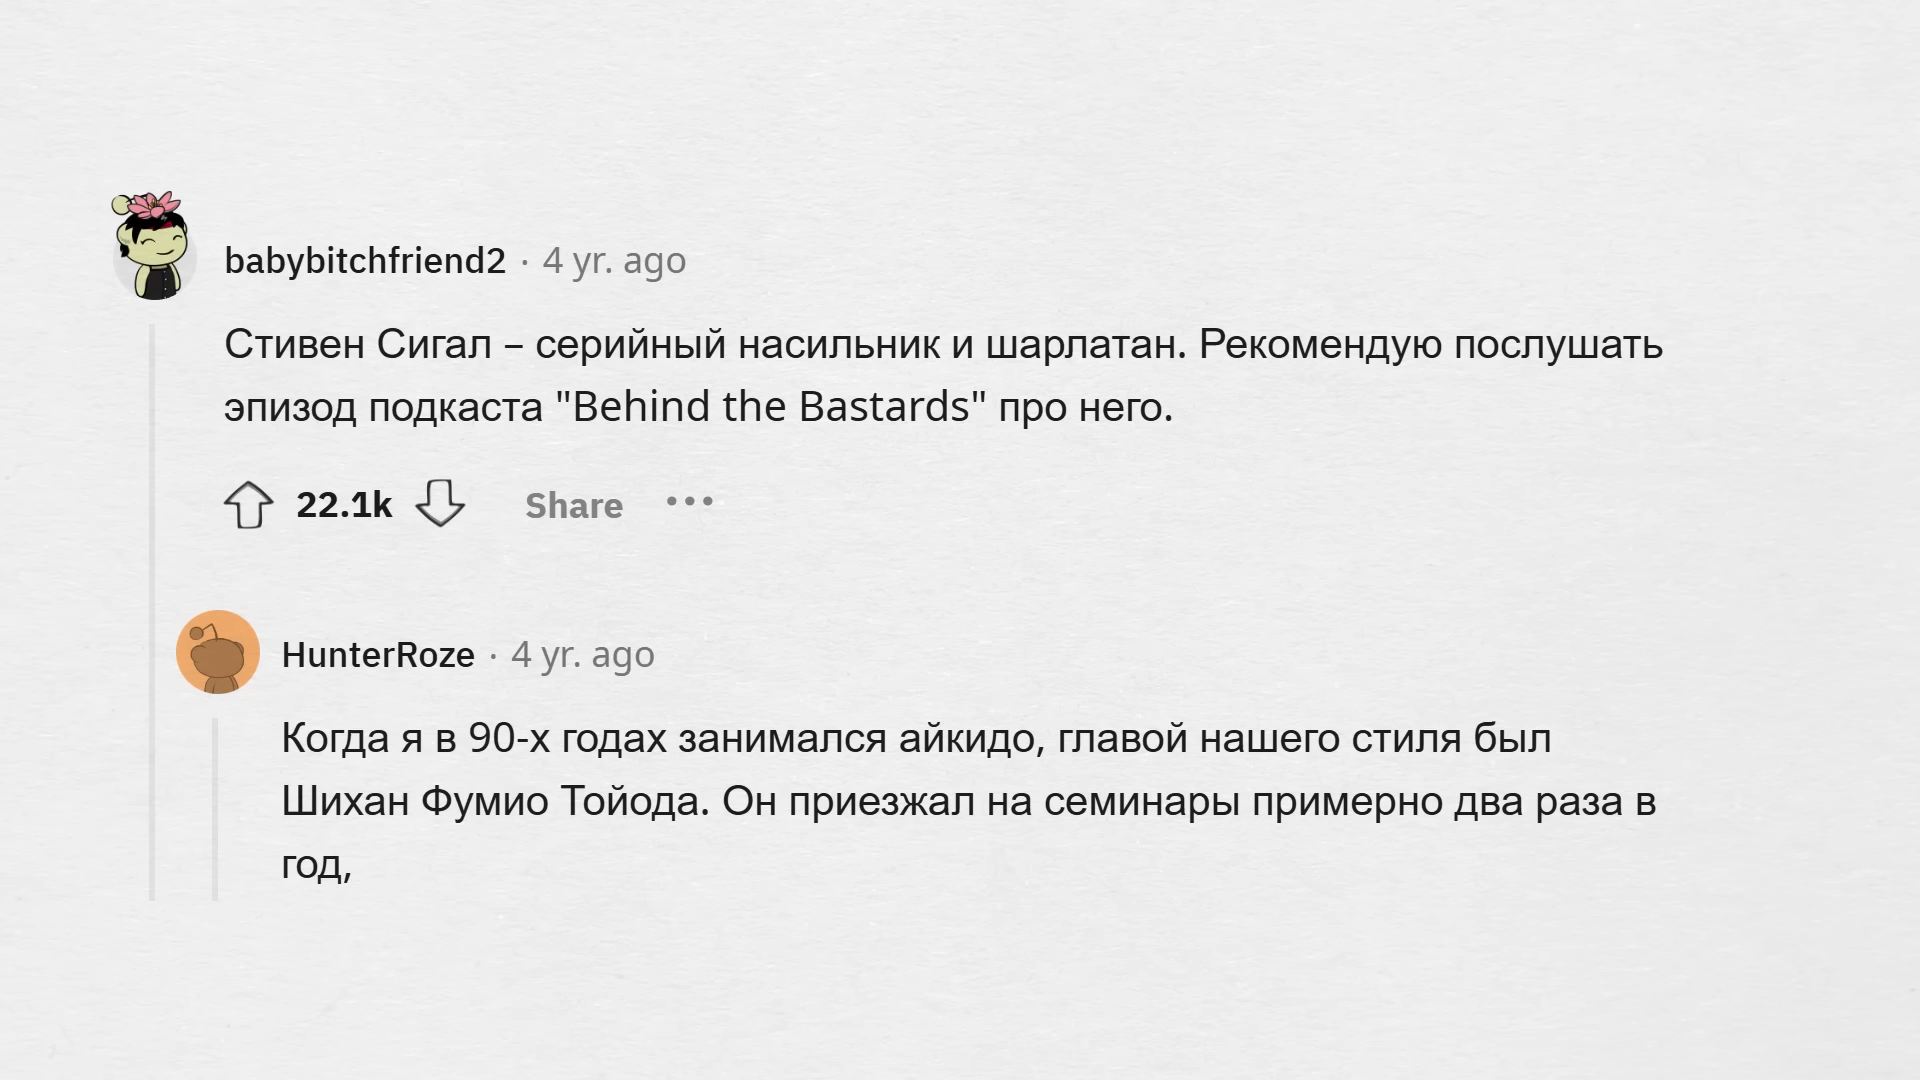 babybitchfriend2 · 4 yr. ago
Стивен Сигал – серийный насильник и шарлатан. Рекомендую послушать
эпизод подкаста "Behind the Bastards" про него.
22.1k Share •••
HunterRoze · 4 yr. ago
Когда я в 90-х годах занимался айкидо, главой нашего стиля был
Шихан Фумио Тойода. Он приезжал на семинары примерно два раза в
год,